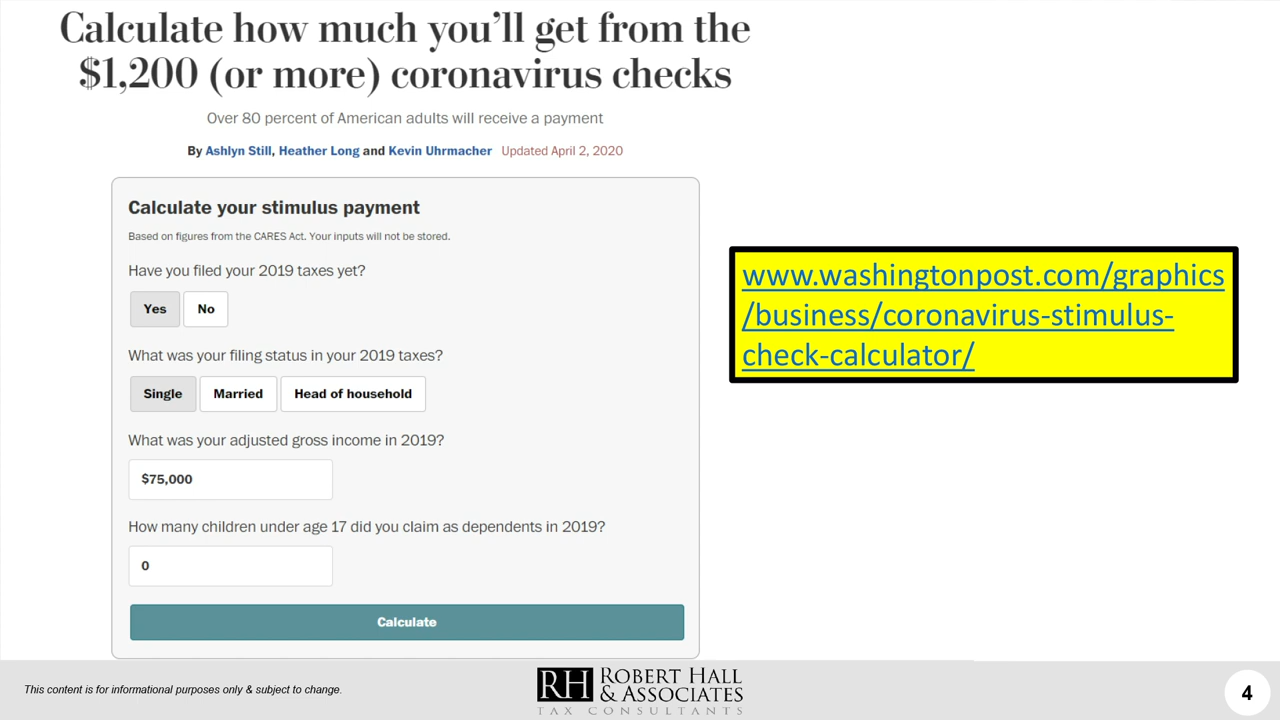 Calculate how much you’ll get from the
$1,200 (or more) coronavirus checks
Over 80 percent of American adults will receive a payment
By Ashlyn Still, Heather Long and Kevin Uhrmacher Updated April 2, 2020
Calculate your stimulus payment
Based on figures from the CARES Act. Your inputs will not be stored.
Have you filed your 2019 taxes yet?
Yes No
What was your filing status in your 2019 taxes?
Single Married Head of household
What was your adjusted gross income in 2019?
$75,000
How many children under age 17 did you claim as dependents in 2019?
0
Calculate
www.washingtonpost.com/graphics
/business/coronavirus-stimulus-
check-calculator/
This content is for informational purposes only & subject to change.
RH ROBERT HALL
& ASSOCIATES
TAX CONSULTANTS
4